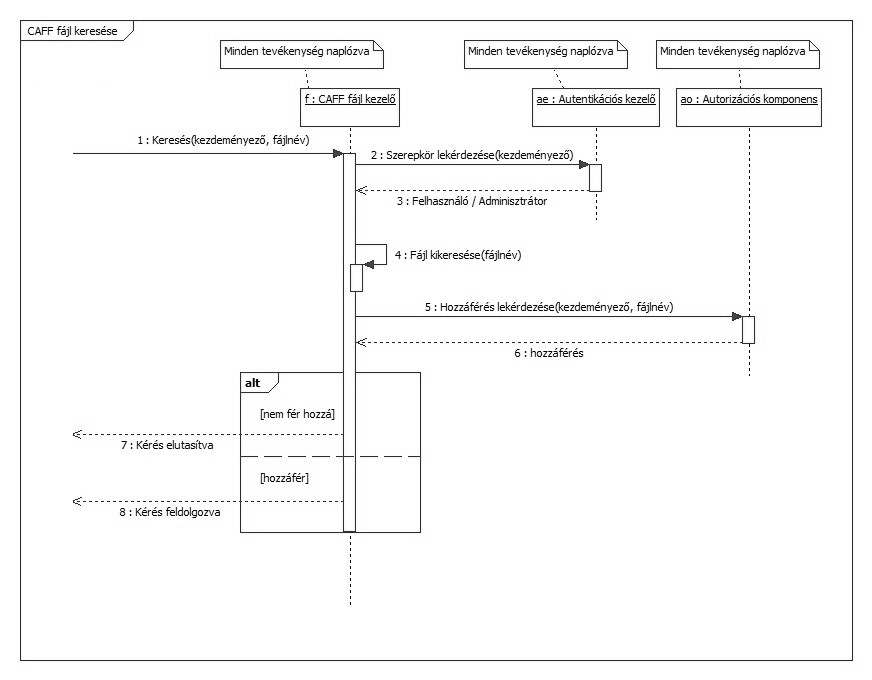 CAFF fájl keresése
Minden tevékenység naplózva
Minden tevékenység naplózva
Minden tevékenység naplózva
f : CAFF fájl kezelő
ae : Autentikációs kezelő
ao : Autorizációs komponens
1 : Keresés(kezdeményező, fájlnév)
2 : Szerepkör lekérdezése(kezdeményező)
3 : Felhasználó / Adminisztrátor
4 : Fájl kikeresése(fájlnév)
5 : Hozzáférés lekérdezése(kezdeményező, fájlnév)
6 : hozzáférés
alt
[nem fér hozzá]
7 : Kérés elutasítva
[hozzáfér]
8 : Kérés feldolgozva